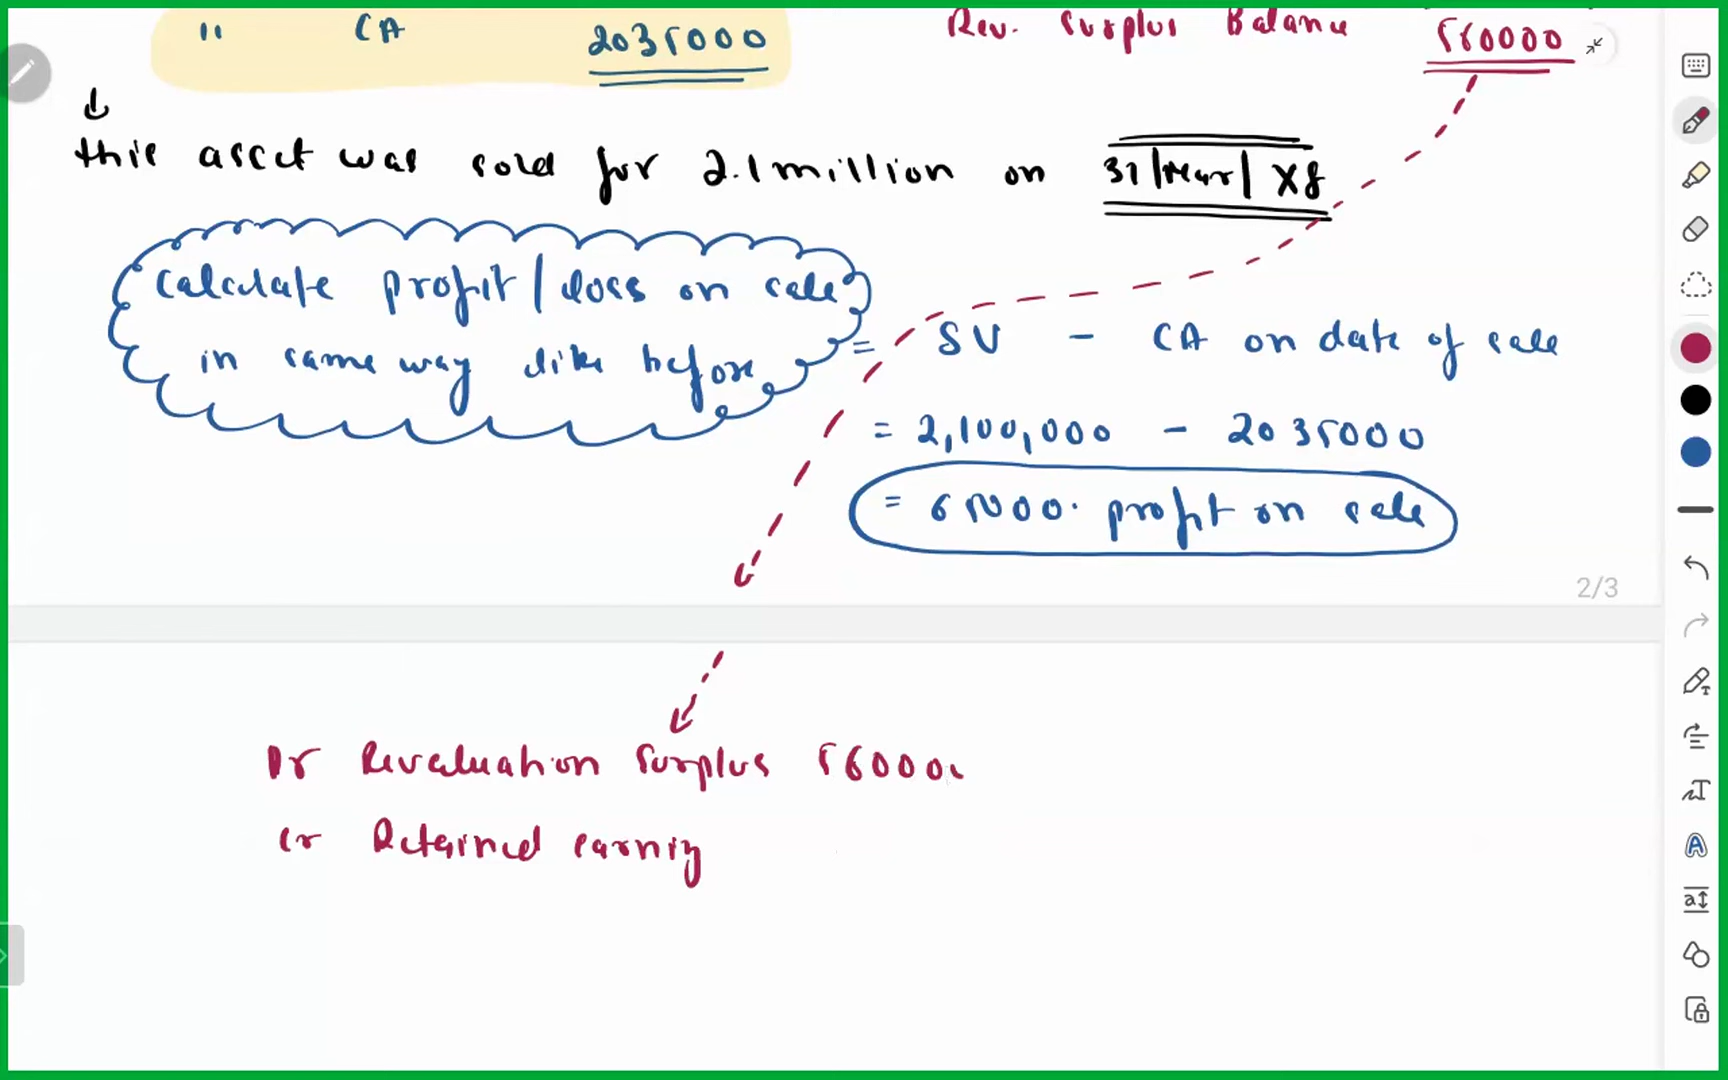 " CA 2035000
Rev. Surplus Balance 560000
this asset was sold for 2.1 million on 31/Mar/X8
Calculate profit/loss on sale
in same way like before
= SV - CA on date of sale
= 2,100,000 - 2035000
= 65000. profit on sale
2/3
Dr Revaluation Surplus 560000
Cr Retained earning